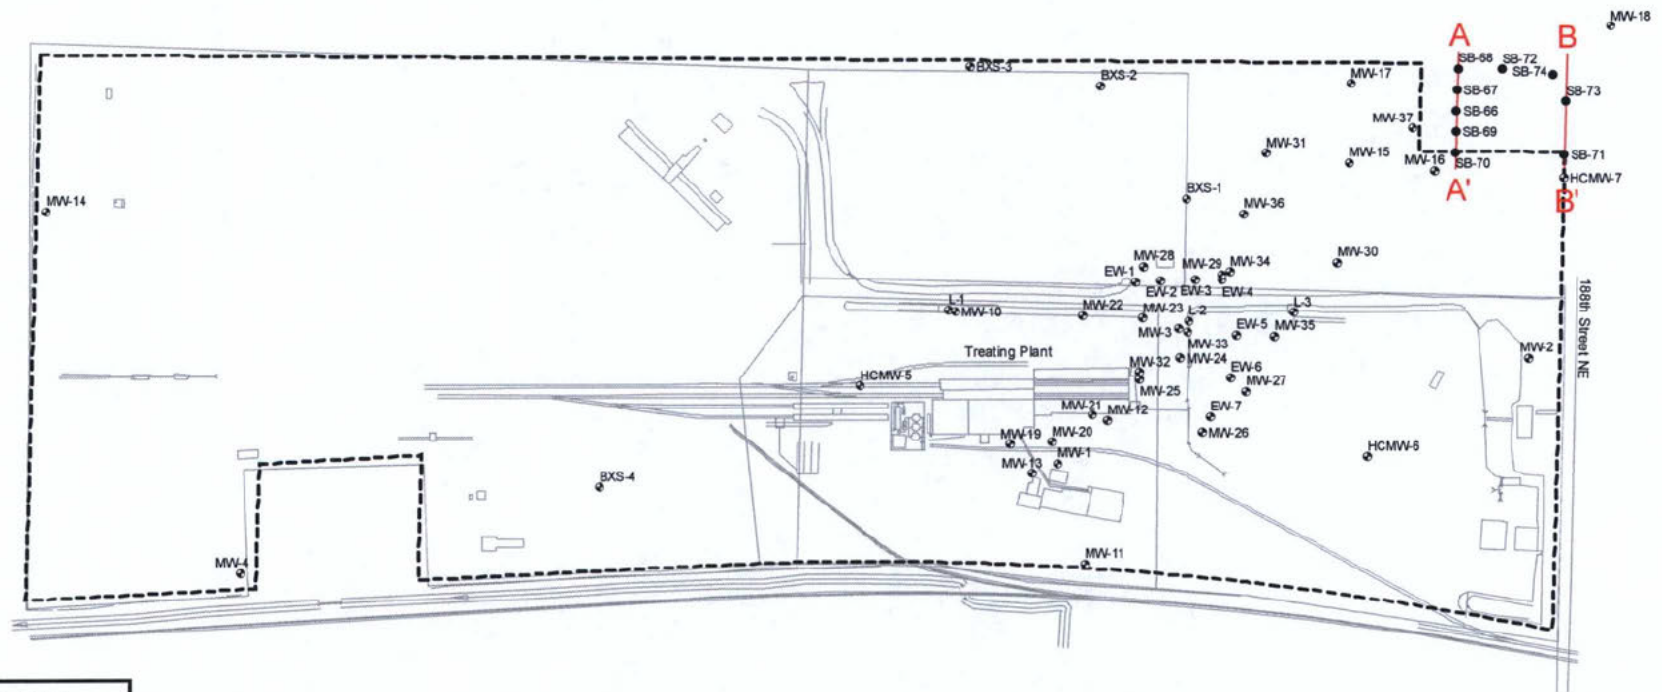 MW-18
A
B
SB-68
SB-72
SB-74
BXS-3
BXS-2
MW-17
SB-67
SB-73
SB-66
MW-37
SB-69
MW-31
MW-15
MW-16
SB-70
SB-71
A'
HCMW-7
B'
MW-14
BXS-1
MW-36
MW-28
MW-29
MW-34
MW-30
EW-1
EW-2
EW-3
EW-4
188th Street NE
L-1
MW-10
MW-22
MW-23
L-2
L-3
MW-3
EW-5
MW-35
MW-33
Treating Plant
MW-32
MW-24
MW-2
HCMW-5
MW-25
EW-6
MW-27
MW-21
MW-12
EW-7
MW-26
MW-19
MW-20
HCMW-6
MW-13
MW-1
BXS-4
MW-11
MW-4